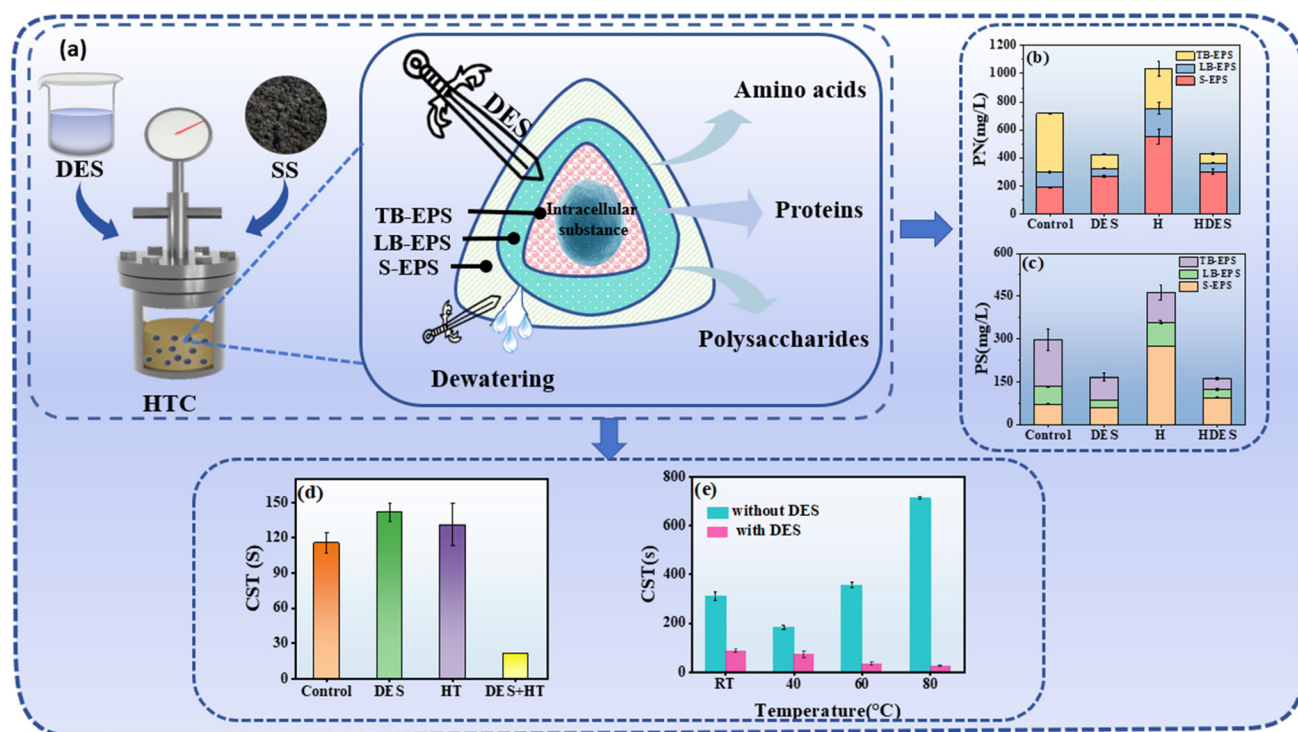 (a)
DES
SS
HTC
DES
TB-EPS
LB-EPS
S-EPS
Intracellular
substance
Dewatering
Amino acids
Proteins
Polysaccharides
(b)
TB-EPS
LB-EPS
S-EPS
PN(mg/L)
1200
1000
800
600
400
200
0
Control DES H HDES
(c)
TB-EPS
LB-EPS
S-EPS
PS(mg/L)
600
450
300
150
0
Control DES H HDES
(d)
CST (S)
150
120
90
60
30
0
Control DES HT DES+HT
(e)
without DES
with DES
CST(s)
800
600
400
200
0
RT 40 60 80
Temperature(°C)